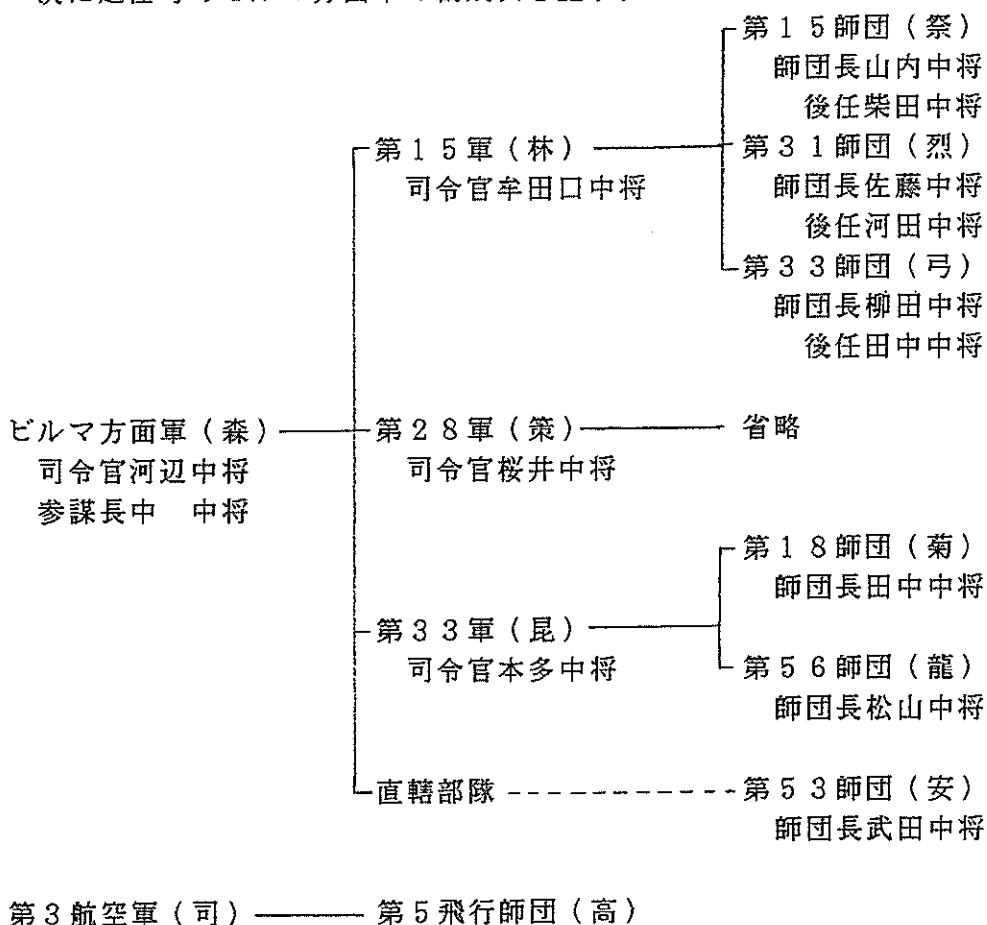 第１５師団（祭）
師団長山内中将
後任柴田中将
第１５軍（林）
司令官牟田口中将
第３１師団（烈）
師団長佐藤中将
後任河田中将
第３３師団（弓）
師団長柳田中将
後任田中中将
ビルマ方面軍（森）
司令官河辺中将
参謀長中　中将
第２８軍（策）
司令官桜井中将
省略
第１８師団（菊）
師団長田中中将
第３３軍（昆）
司令官本多中将
第５６師団（龍）
師団長松山中将
直轄部隊
第５３師団（安）
師団長武田中将
第３航空軍（司）
第５飛行師団（高）